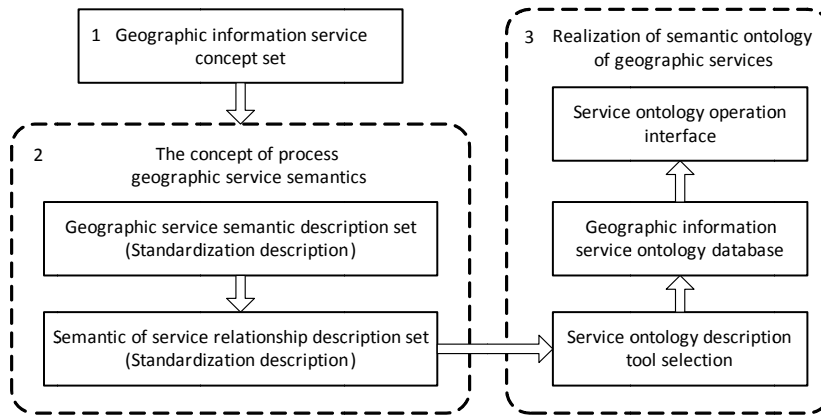 1 Geographic information service
concept set
2 The concept of process
geographic service semantics
Geographic service semantic description set
(Standardization description)
Semantic of service relationship description set
(Standardization description)
3 Realization of semantic ontology
of geographic services
Service ontology operation
interface
Geographic information
service ontology database
Service ontology description
tool selection